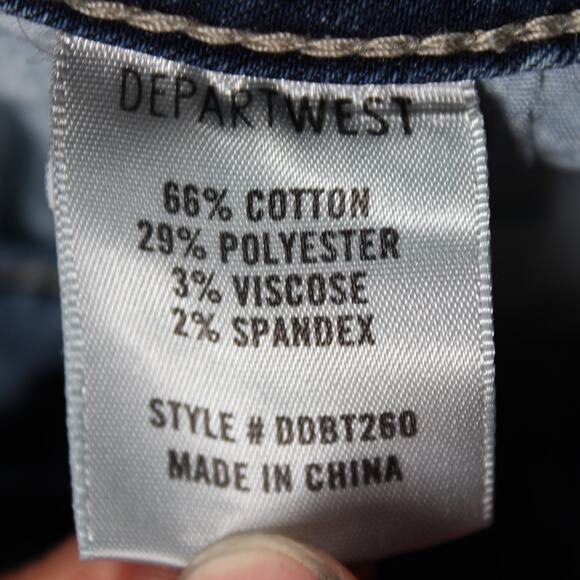 DEPARTWEST
66% COTTON
29% POLYESTER
3% VISCOSE
2% SPANDEX
STYLE # DDBT260
MADE IN CHINA